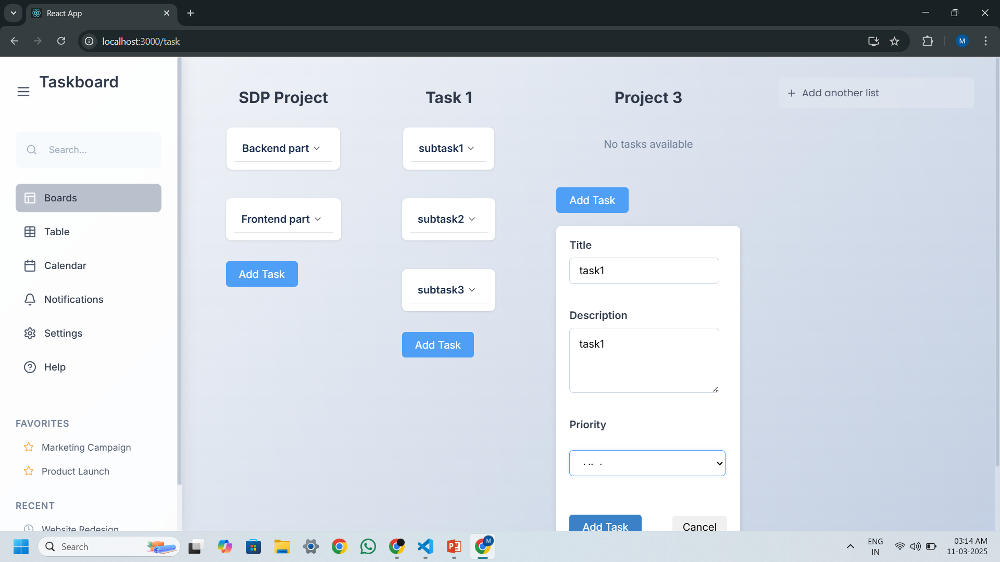 React App
localhost:3000/task
M
Taskboard
Search...
Boards
Table
Calendar
Notifications
Settings
Help
FAVORITES
Marketing Campaign
Product Launch
RECENT
Website Redesign
SDP Project
Backend part
Frontend part
Add Task
Task 1
subtask1
subtask2
subtask3
Add Task
Project 3
No tasks available
Add Task
Title
task1
Description
task1
Priority
Add Task
Cancel
+ Add another list
Search
M
ENG
IN
03:14 AM
11-03-2025